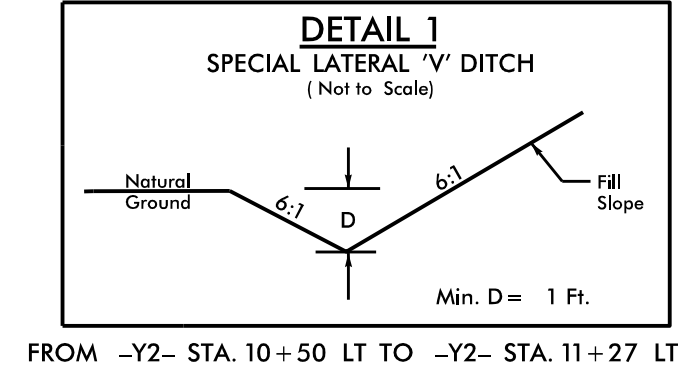 DETAIL 1
SPECIAL LATERAL 'V' DITCH
( Not to Scale)
Natural
Ground
6:1
D
6:1
Fill
Slope
Min. D = 1 Ft.
FROM -Y2- STA. 10+50 LT TO -Y2- STA. 11+27 LT